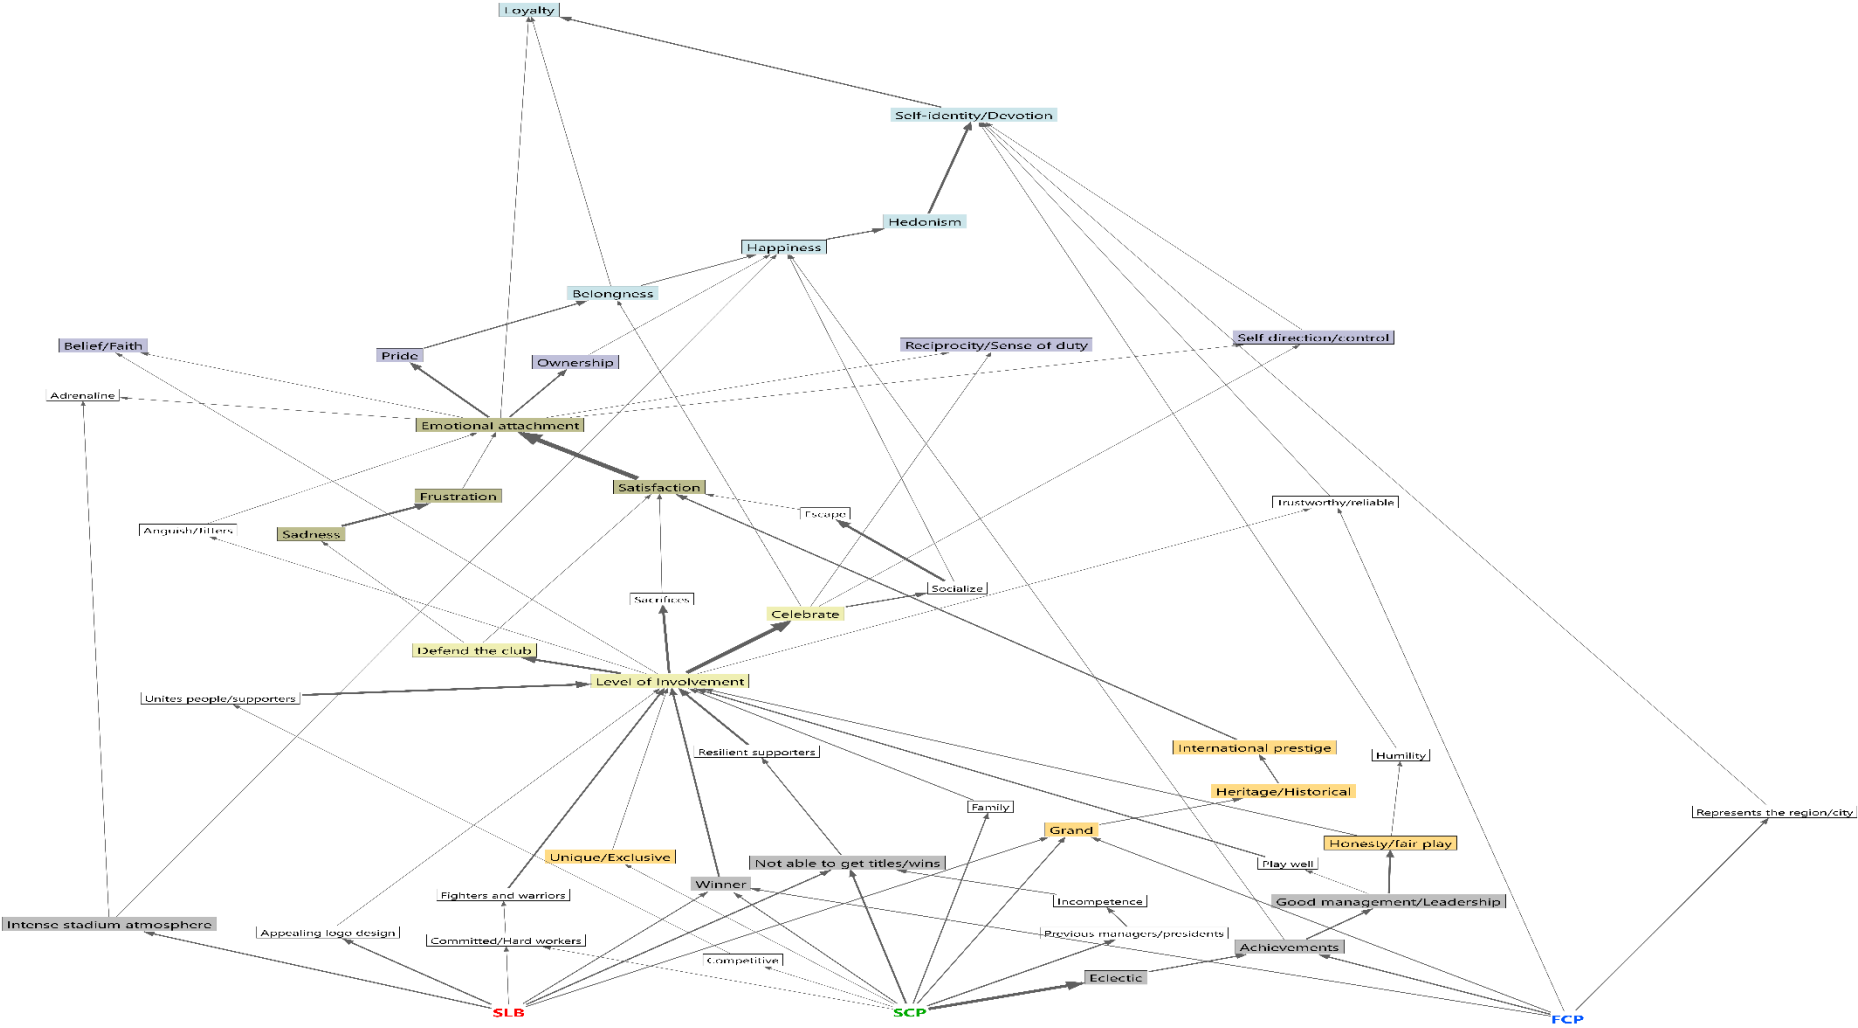 Loyalty
Self-identity/Devotion
Hedonism
Happiness
Belongness
Belief/Faith
Pride
Ownership
Reciprocity/Sense of duty
Self direction/control
Adrenaline
Emotional attachment
Satisfaction
Frustration
Escape
Trustworthy/reliable
Anguish/jitters
Sadness
Sacrifices
Socialize
Celebrate
Defend the club
Level of Involvement
Unites people/supporters
Resilient supporters
International prestige
Humility
Heritage/Historical
Family
Represents the region/city
Grand
Honesty/fair play
Unique/Exclusive
Not able to get titles/wins
Play well
Winner
Fighters and warriors
Incompetence
Good management/Leadership
Intense stadium atmosphere
Appealing logo design
Committed/Hard workers
Previous managers/presidents
Achievements
Competitive
Eclectic
SLB
SCP
FCP